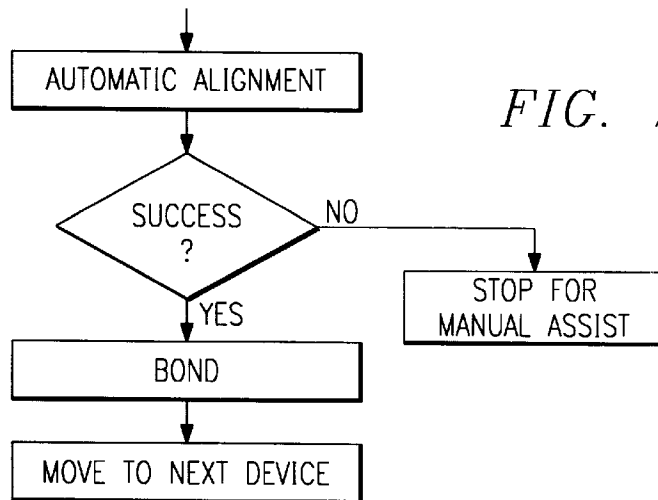 AUTOMATIC ALIGNMENT
FIG.
SUCCESS
?
NO
YES
STOP FOR
MANUAL ASSIST
BOND
MOVE TO NEXT DEVICE